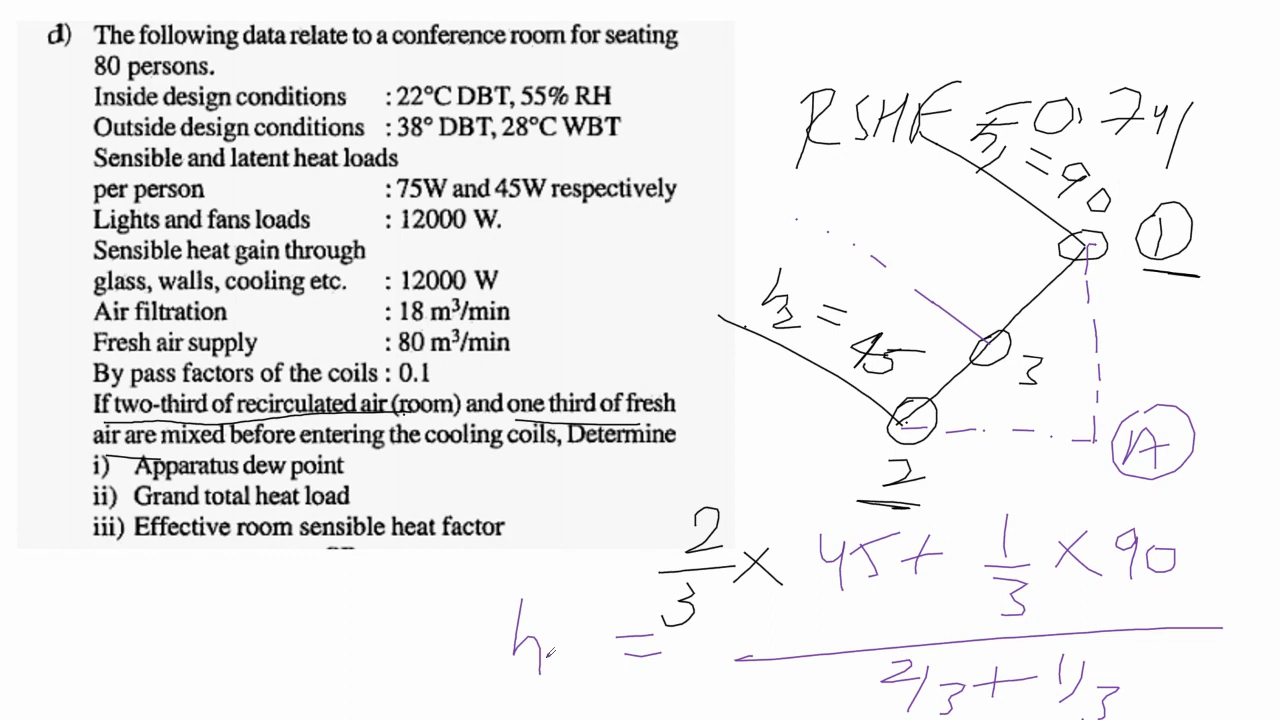 d) The following data relate to a conference room for seating
80 persons.
Inside design conditions : 22°C DBT, 55% RH
Outside design conditions : 38° DBT, 28°C WBT
Sensible and latent heat loads
per person : 75W and 45W respectively
Lights and fans loads : 12000 W.
Sensible heat gain through
glass, walls, cooling etc. : 12000 W
Air filtration : 18 m³/min
Fresh air supply : 80 m³/min
By pass factors of the coils : 0.1
If two-third of recirculated air (room) and one third of fresh
air are mixed before entering the cooling coils, Determine
i) Apparatus dew point
ii) Grand total heat load
iii) Effective room sensible heat factor
RSHF = 0.741
h₁ = 90
1
h₂ = 45
3
2
A
h = 2/3 × 45 + 1/3 × 90
2/3 + 1/3